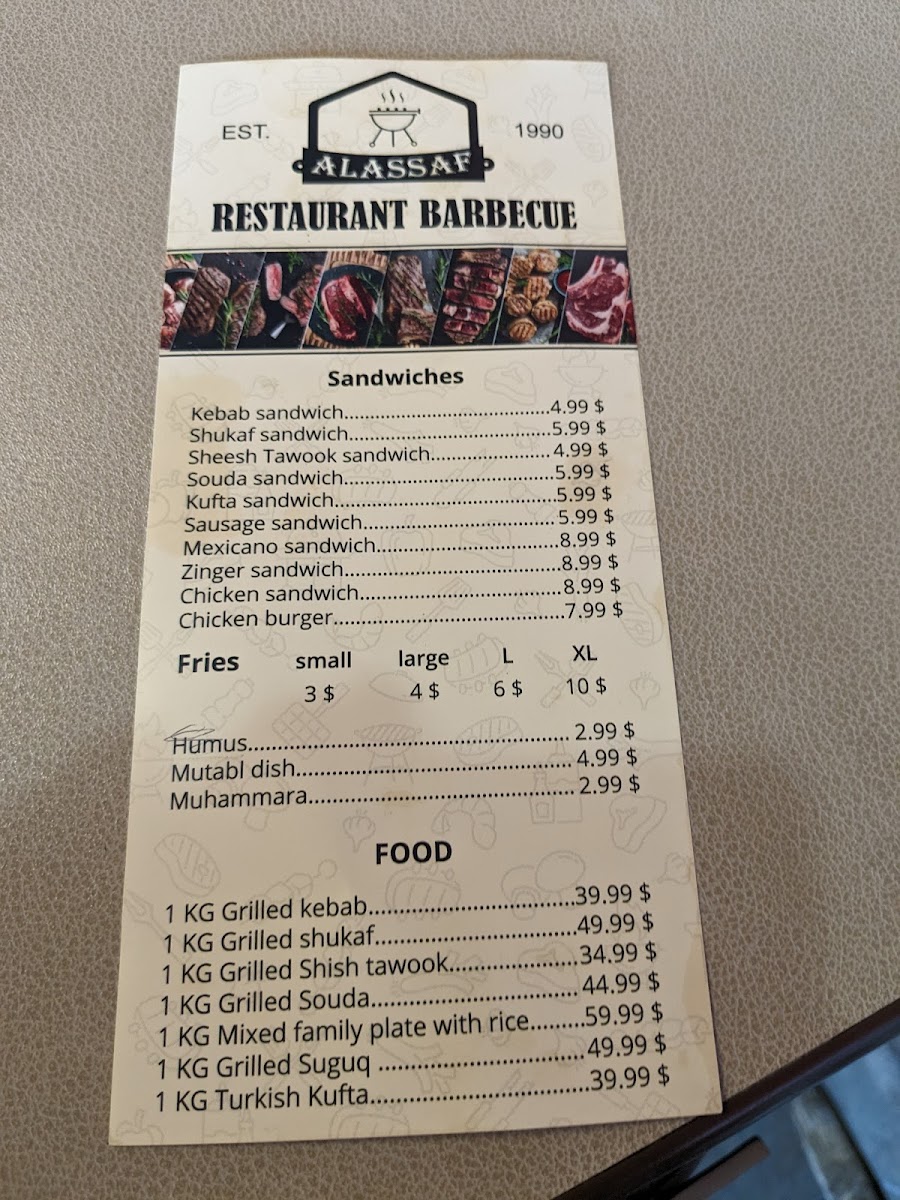 EST. 1990
ALASSAF
RESTAURANT BARBECUE
Sandwiches
Kebab sandwich.......................................4.99 $
Shukaf sandwich.......................................5.99 $
Sheesh Tawook sandwich.......................4.99 $
Souda sandwich........................................5.99 $
Kufta sandwich..........................................5.99 $
Sausage sandwich.....................................5.99 $
Mexicano sandwich..................................8.99 $
Zinger sandwich.........................................8.99 $
Chicken sandwich......................................8.99 $
Chicken burger...........................................7.99 $
Fries small large L XL
3 $ 4 $ 6 $ 10 $
Humus.................................................. 2.99 $
Mutabl dish........................................... 4.99 $
Muhammara......................................... 2.99 $
FOOD
1 KG Grilled kebab................................39.99 $
1 KG Grilled shukaf...............................49.99 $
1 KG Grilled Shish tawook....................34.99 $
1 KG Grilled Souda................................ 44.99 $
1 KG Mixed family plate with rice.........59.99 $
1 KG Grilled Suguq ...............................49.99 $
1 KG Turkish Kufta.................................39.99 $